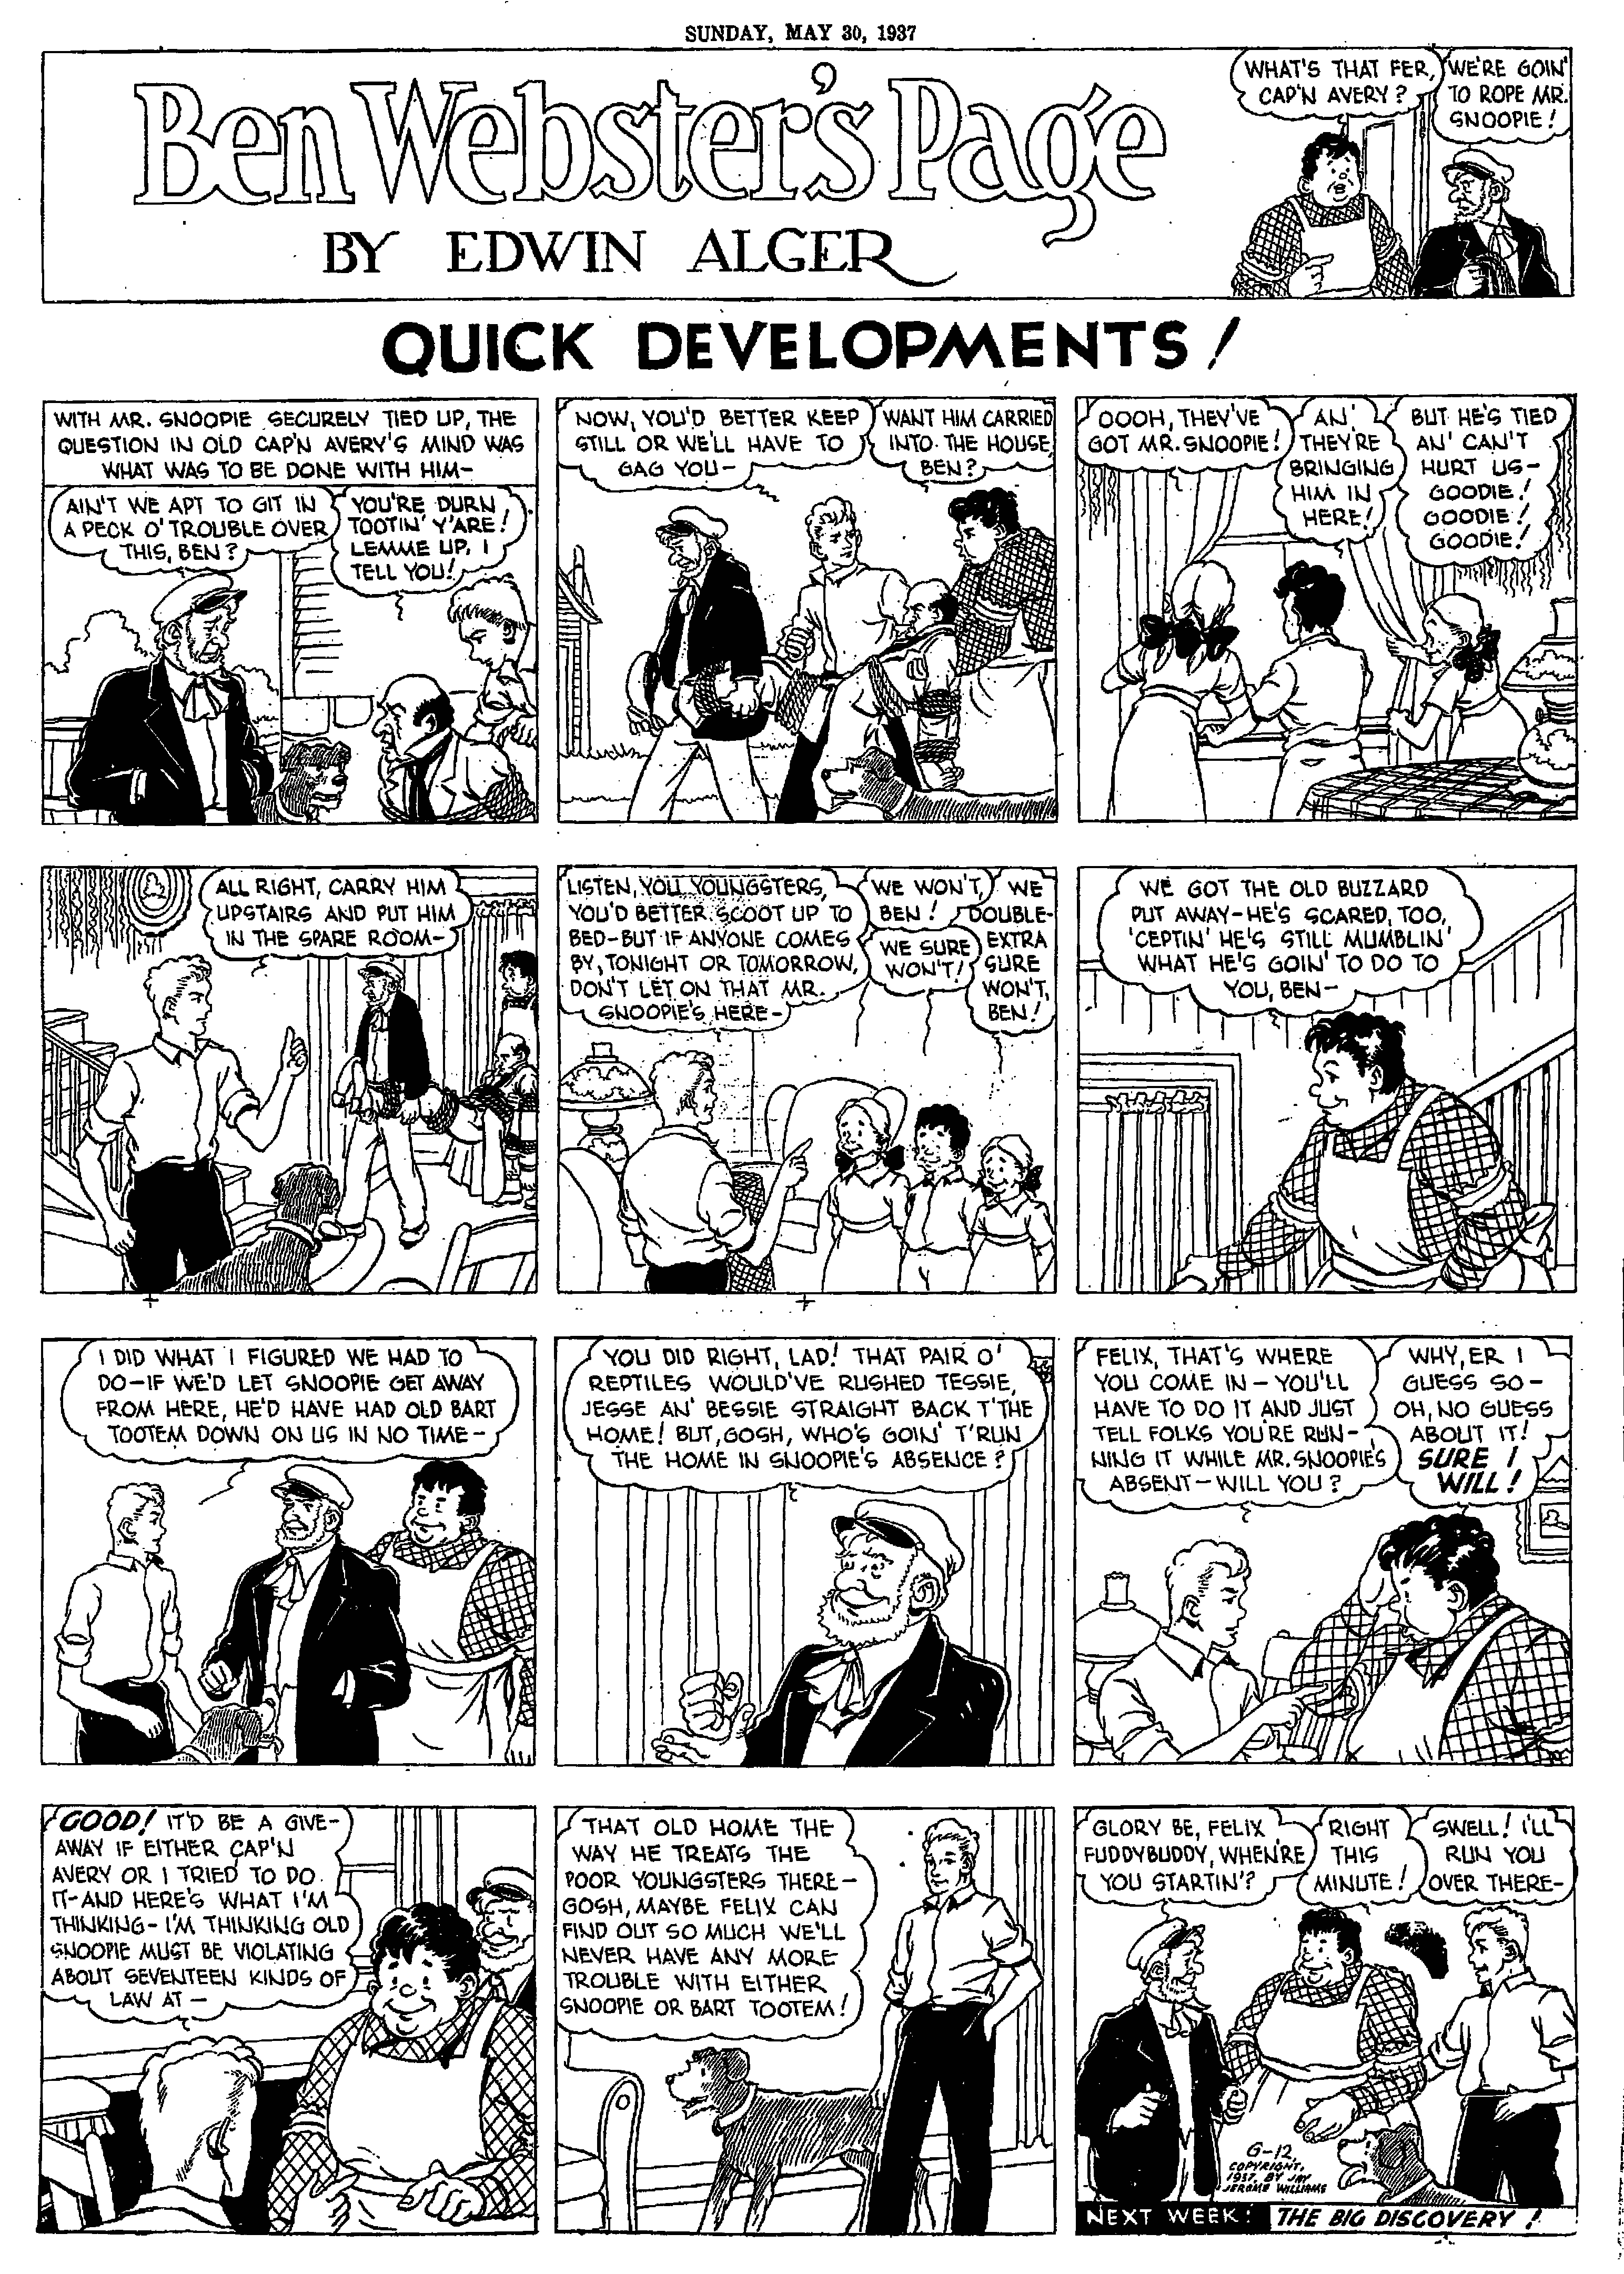 SUNDAY, MAY 30, 1937
Ben Webster's Page
BY EDWIN ALGER
WHAT'S THAT FER,
CAP'N AVERY?
WE'RE GOIN'
TO ROPE MR.
SNOOPIE!
QUICK DEVELOPMENTS!
WITH MR. SNOOPIE SECURELY TIED UP, THE
QUESTION IN OLD CAP'N AVERY'S MIND WAS
WHAT WAS TO BE DONE WITH HIM-
AIN'T WE APT TO GIT IN
A PECK O' TROUBLE OVER
THIS, BEN?
YOU'RE DURN
TOOTIN' Y'ARE!
LEMME UP, I
TELL YOU!
NOW, YOU'D BETTER KEEP
STILL OR WE'LL HAVE TO
GAG YOU-
WANT HIM CARRIED
INTO THE HOUSE,
BEN?
OOOH, THEY'VE
GOT MR. SNOOPIE!
AN'
THEY'RE
BRINGING
HIM IN
HERE!
BUT HE'S TIED
AN' CAN'T
HURT US-
GOODIE!
GOODIE!
GOODIE!
ALL RIGHT, CARRY HIM
UPSTAIRS AND PUT HIM
IN THE SPARE ROOM-
LISTEN, YOU YOUNGSTERS,
YOU'D BETTER SCOOT UP TO
BED-BUT IF ANYONE COMES
BY, TONIGHT OR TOMORROW,
DON'T LET ON THAT MR.
SNOOPIE'S HERE-
WE WON'T,
BEN!
WE SURE
WON'T!
WE
DOUBLE-
EXTRA
SURE
WON'T,
BEN!
WE GOT THE OLD BUZZARD
PUT AWAY-HE'S SCARED, TOO,
'CEPTIN' HE'S STILL MUMBLIN'
WHAT HE'S GOIN' TO DO TO
YOU, BEN-
I DID WHAT I FIGURED WE HAD TO
DO-IF WE'D LET SNOOPIE GET AWAY
FROM HERE, HE'D HAVE HAD OLD BART
TOOTEM DOWN ON US IN NO TIME-
YOU DID RIGHT, LAD! THAT PAIR O'
REPTILES WOULD'VE RUSHED TESSIE,
JESSE AN' BESSIE STRAIGHT BACK T'THE
HOME! BUT, GOSH, WHO'S GOIN' T'RUN
THE HOME IN SNOOPIE'S ABSENCE?
FELIX, THAT'S WHERE
YOU COME IN - YOU'LL
HAVE TO DO IT AND JUST
TELL FOLKS YOU'RE RUN-
NING IT WHILE MR. SNOOPIE'S
ABSENT - WILL YOU?
WHY, ER I
GUESS SO-
OH, NO GUESS
ABOUT IT!
SURE I
WILL!
GOOD! IT'D BE A GIVE-
AWAY IF EITHER CAP'N
AVERY OR I TRIED TO DO
IT-AND HERE'S WHAT I'M
THINKING-I'M THINKING OLD
SNOOPIE MUST BE VIOLATING
ABOUT SEVENTEEN KINDS OF
LAW AT -
THAT OLD HOME THE
WAY HE TREATS THE
POOR YOUNGSTERS THERE-
GOSH, MAYBE FELIX CAN
FIND OUT SO MUCH WE'LL
NEVER HAVE ANY MORE
TROUBLE WITH EITHER
SNOOPIE OR BART TOOTEM!
GLORY BE, FELIX
FUDDYBUDDY, WHEN'RE
YOU STARTIN'?
RIGHT
THIS
MINUTE!
SWELL! I'LL
RUN YOU
OVER THERE-
G-12
COPYRIGHT,
1937, BY JAY
JEROME WILLIAMS
NEXT WEEK: THE BIG DISCOVERY!